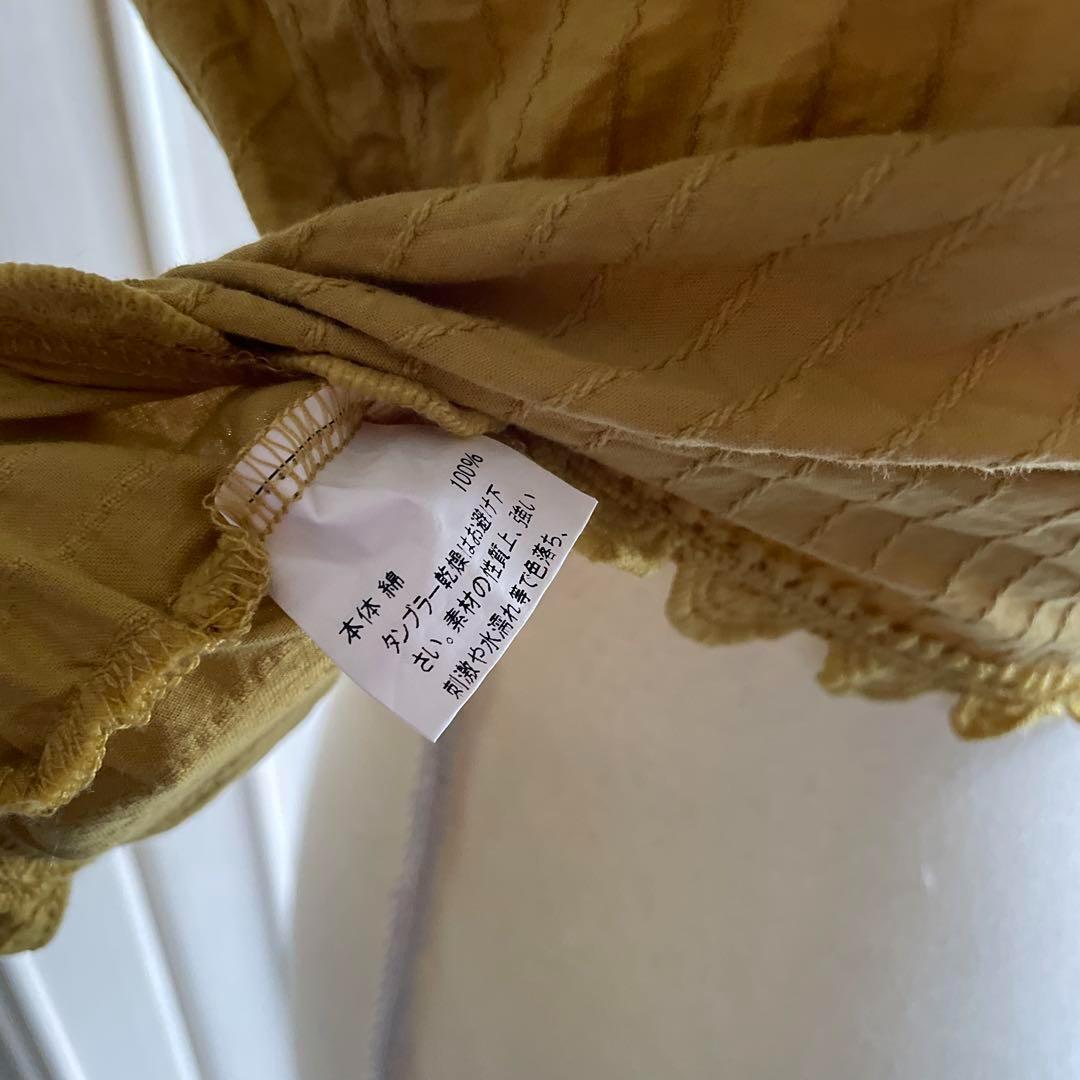 本体 綿 100%
タンブラー乾燥はお避け下
さい。素材の性質上、強い
刺激や水濡れ等で色落ち、